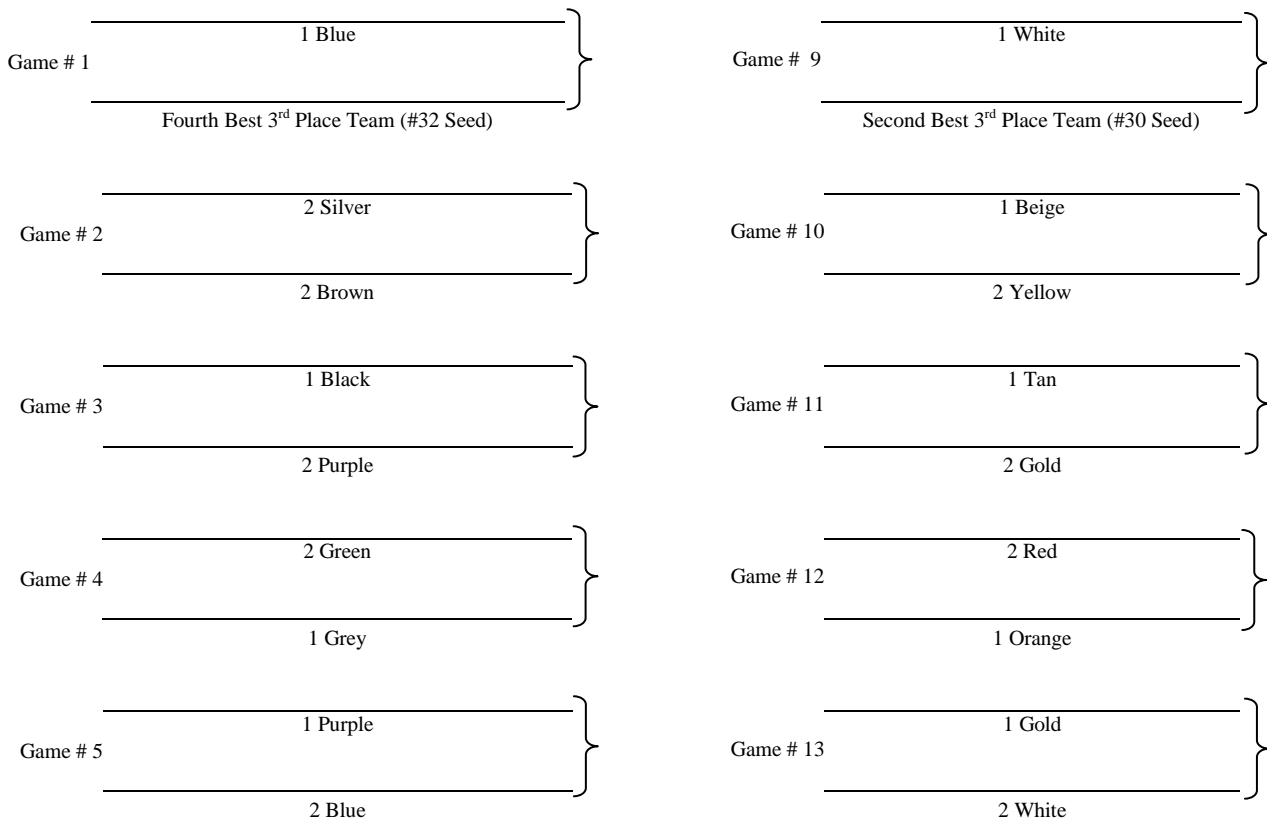 1 Blue
Game # 1
Fourth Best 3rd Place Team (#32 Seed)
2 Silver
Game # 2
2 Brown
1 Black
Game # 3
2 Purple
2 Green
Game # 4
1 Grey
1 Purple
Game # 5
2 Blue
1 White
Game # 9
Second Best 3rd Place Team (#30 Seed)
1 Beige
Game # 10
2 Yellow
1 Tan
Game # 11
2 Gold
2 Red
Game # 12
1 Orange
1 Gold
Game # 13
2 White